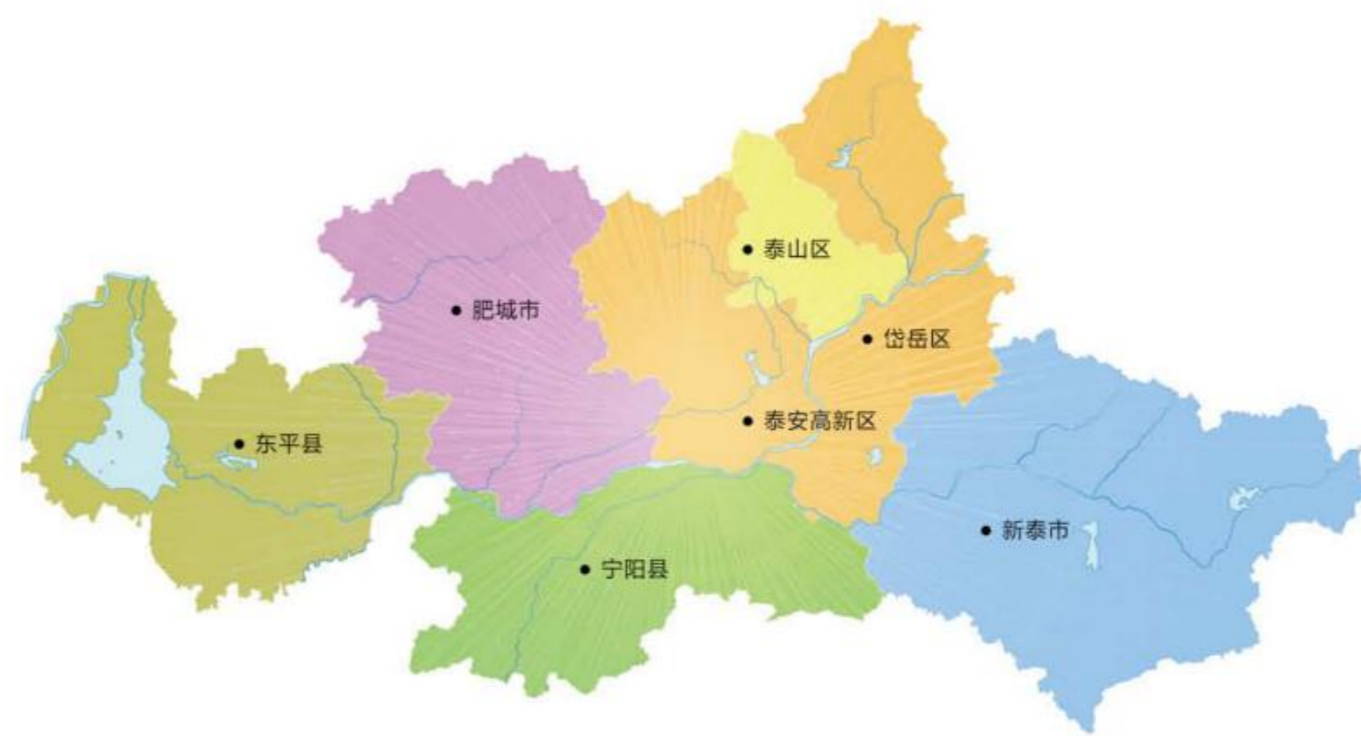 泰山区
肥城市
岱岳区
泰安高新区
东平县
新泰市
宁阳县